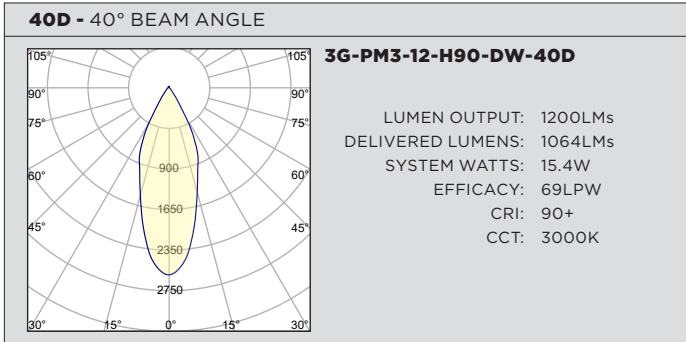 40D - 40° BEAM ANGLE
3G-PM3-12-H90-DW-40D
LUMEN OUTPUT: 1200LMs
DELIVERED LUMENS: 1064LMs
SYSTEM WATTS: 15.4W
EFFICACY: 69LPW
CRI: 90+
CCT: 3000K
105° 105°
90° 90°
75° 75°
60° 900 60°
1650
45° 45°
2350
2750
30° 15° 0° 15° 30°